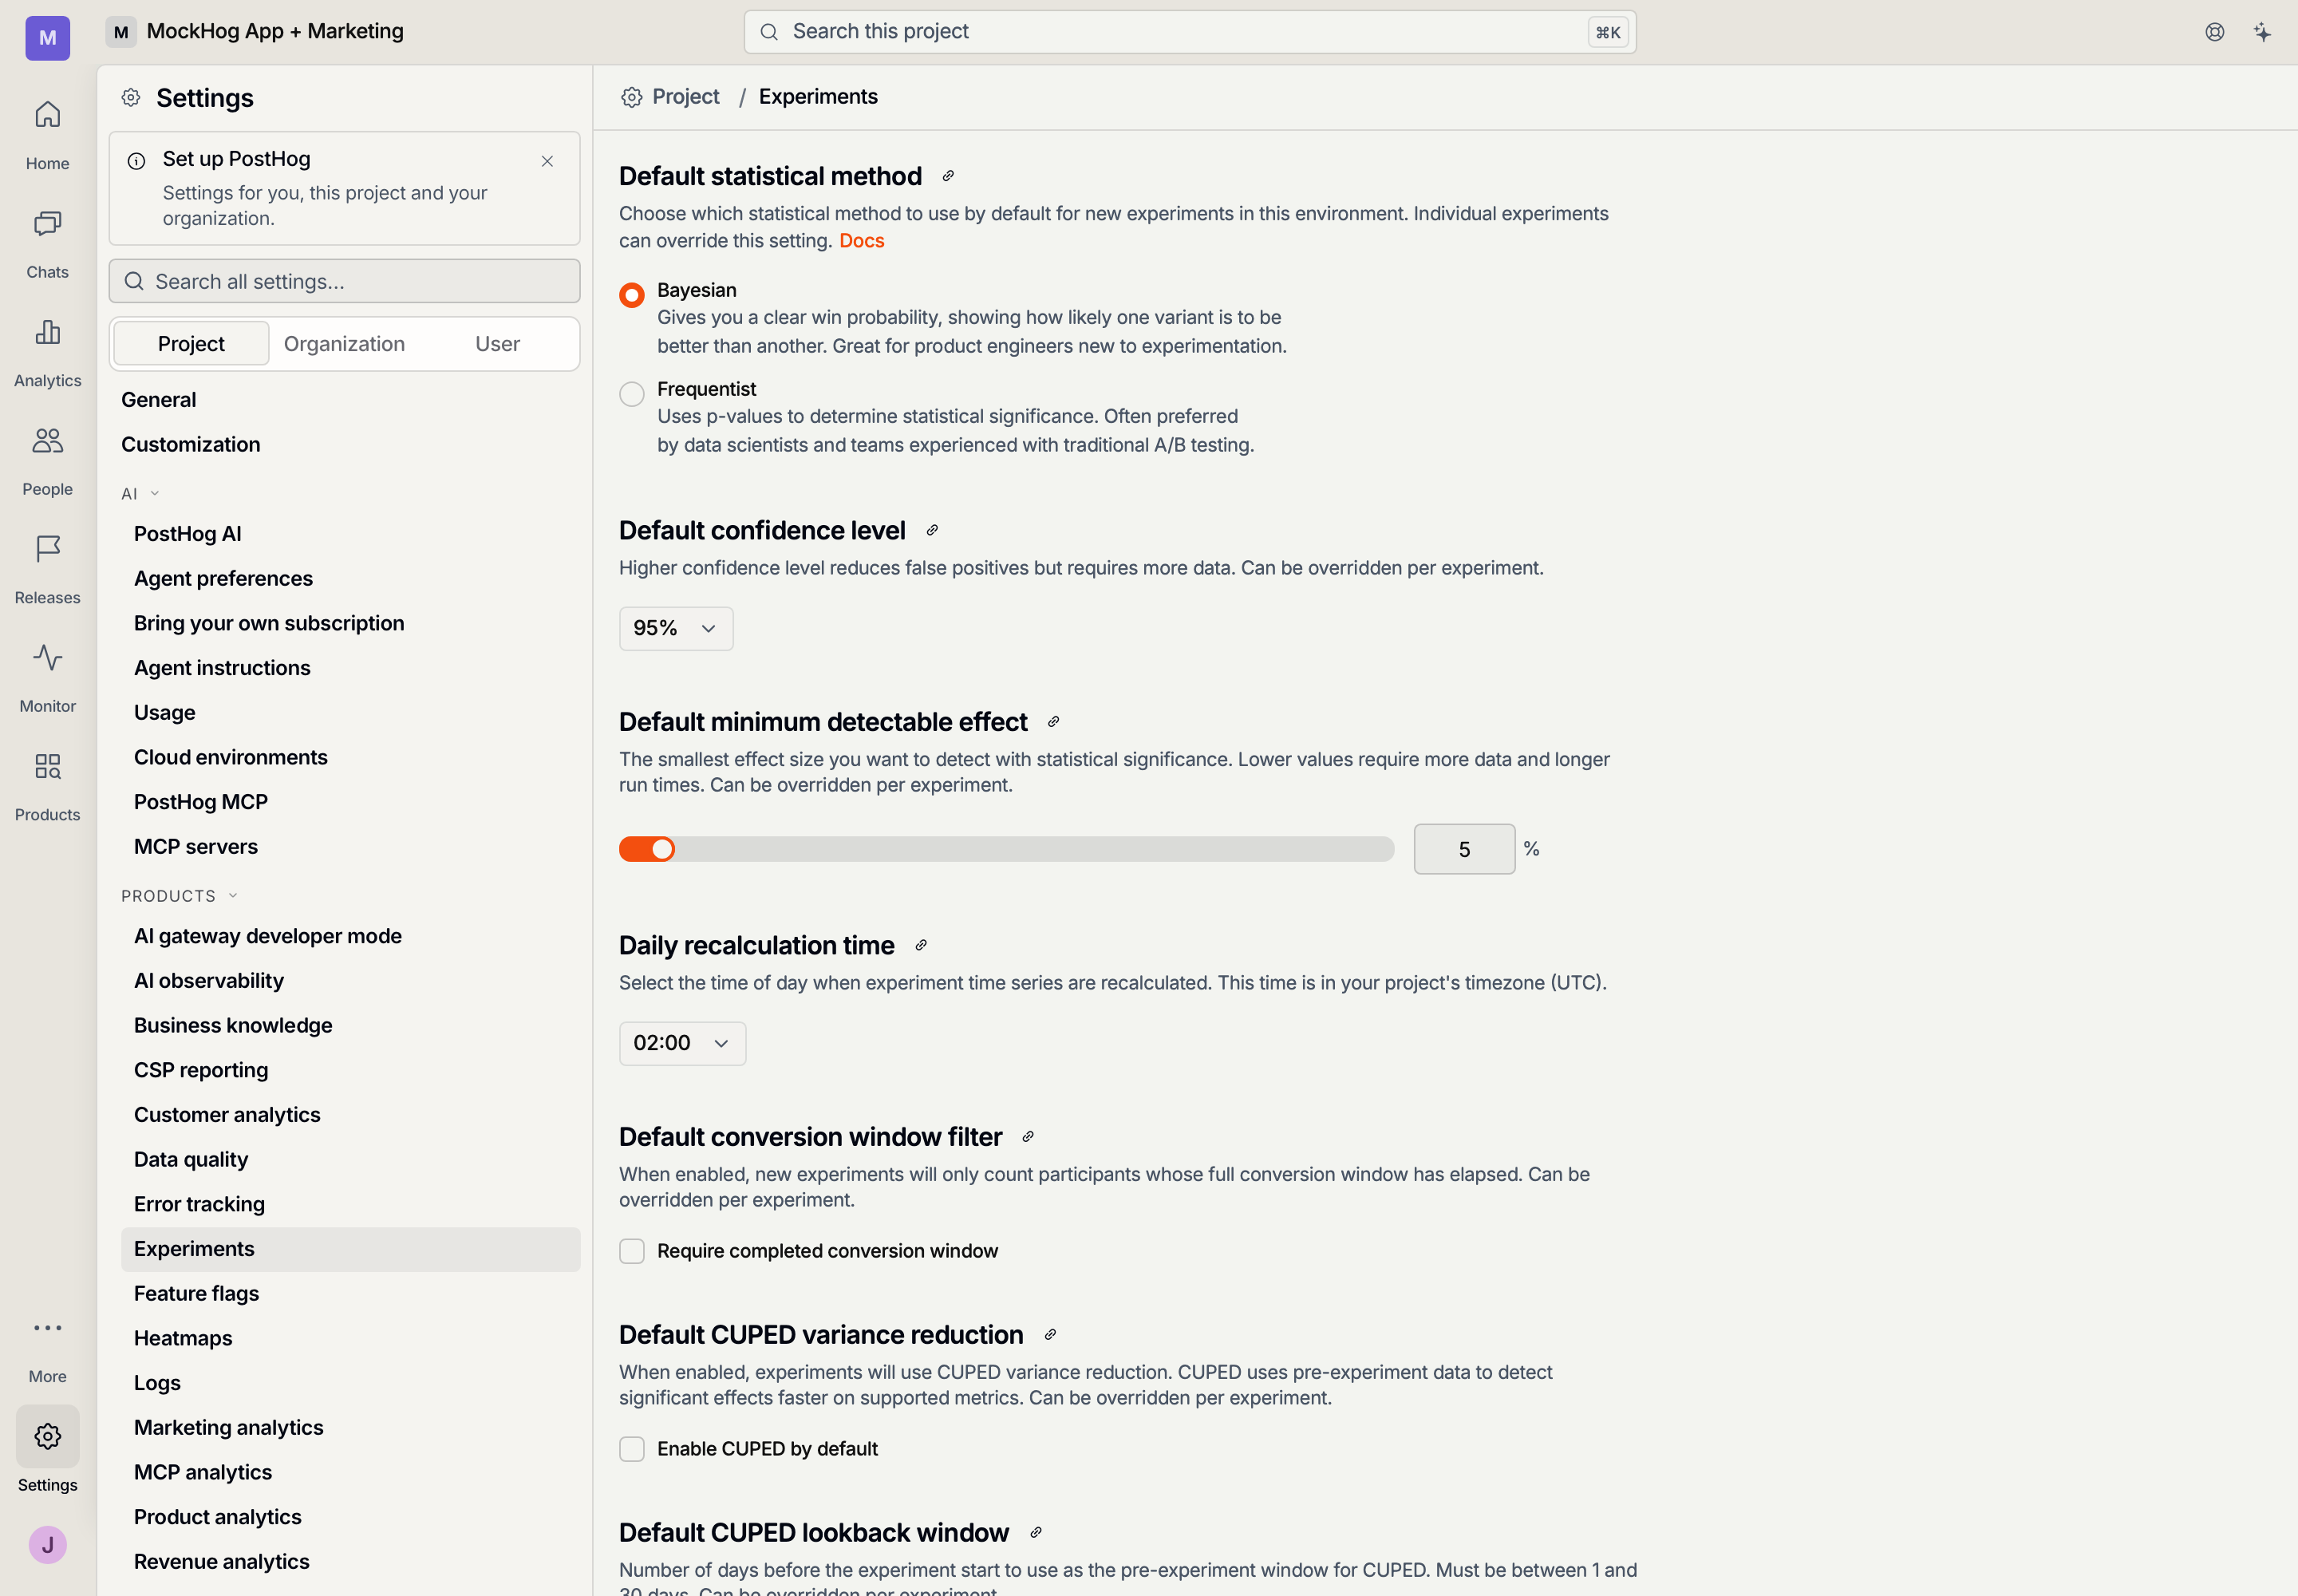 M
M MockHog App + Marketing
Search this project
⌘K
Home
Chats
Analytics
People
Releases
Monitor
Products
More
Settings
J
Settings
Set up PostHog
Settings for you, this project and your
organization.
Search all settings...
Project Organization User
General
Customization
AI
PostHog AI
Agent preferences
Bring your own subscription
Agent instructions
Usage
Cloud environments
PostHog MCP
MCP servers
PRODUCTS
AI gateway developer mode
AI observability
Business knowledge
CSP reporting
Customer analytics
Data quality
Error tracking
Experiments
Feature flags
Heatmaps
Logs
Marketing analytics
MCP analytics
Product analytics
Revenue analytics
Project / Experiments
Default statistical method
Choose which statistical method to use by default for new experiments in this environment. Individual experiments
can override this setting. Docs
Bayesian
Gives you a clear win probability, showing how likely one variant is to be
better than another. Great for product engineers new to experimentation.
Frequentist
Uses p-values to determine statistical significance. Often preferred
by data scientists and teams experienced with traditional A/B testing.
Default confidence level
Higher confidence level reduces false positives but requires more data. Can be overridden per experiment.
95%
Default minimum detectable effect
The smallest effect size you want to detect with statistical significance. Lower values require more data and longer
run times. Can be overridden per experiment.
5 %
Daily recalculation time
Select the time of day when experiment time series are recalculated. This time is in your project's timezone (UTC).
02:00
Default conversion window filter
When enabled, new experiments will only count participants whose full conversion window has elapsed. Can be
overridden per experiment.
Require completed conversion window
Default CUPED variance reduction
When enabled, experiments will use CUPED variance reduction. CUPED uses pre-experiment data to detect
significant effects faster on supported metrics. Can be overridden per experiment.
Enable CUPED by default
Default CUPED lookback window
Number of days before the experiment start to use as the pre-experiment window for CUPED. Must be between 1 and
30 days. Can be overridden per experiment.